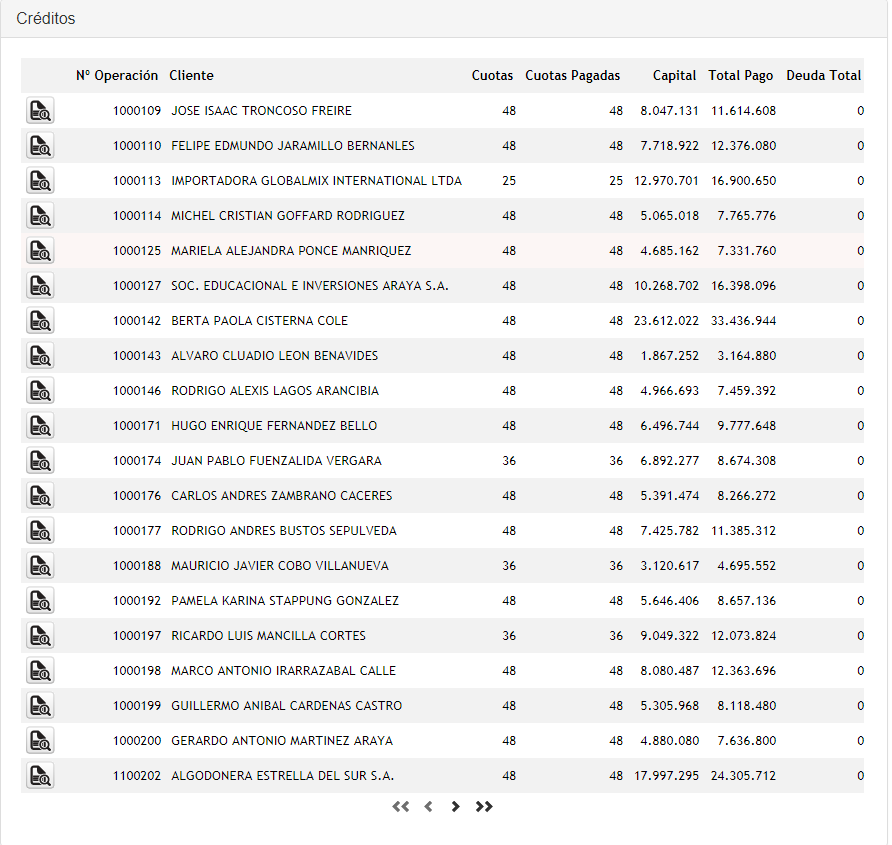 Créditos
Nº Operación Cliente Cuotas Cuotas Pagadas Capital Total Pago Deuda Total
1000109 JOSE ISAAC TRONCOSO FREIRE 48 48 8.047.131 11.614.608 0
1000110 FELIPE EDMUNDO JARAMILLO BERNANLES 48 48 7.718.922 12.376.080 0
1000113 IMPORTADORA GLOBALMIX INTERNATIONAL LTDA 25 25 12.970.701 16.900.650 0
1000114 MICHEL CRISTIAN GOFFARD RODRIGUEZ 48 48 5.065.018 7.765.776 0
1000125 MARIELA ALEJANDRA PONCE MANRIQUEZ 48 48 4.685.162 7.331.760 0
1000127 SOC. EDUCACIONAL E INVERSIONES ARAYA S.A. 48 48 10.268.702 16.398.096 0
1000142 BERTA PAOLA CISTERNA COLE 48 48 23.612.022 33.436.944 0
1000143 ALVARO CLUADIO LEON BENAVIDES 48 48 1.867.252 3.164.880 0
1000146 RODRIGO ALEXIS LAGOS ARANCIBIA 48 48 4.966.693 7.459.392 0
1000171 HUGO ENRIQUE FERNANDEZ BELLO 48 48 6.496.744 9.777.648 0
1000174 JUAN PABLO FUENZALIDA VERGARA 36 36 6.892.277 8.674.308 0
1000176 CARLOS ANDRES ZAMBRANO CACERES 48 48 5.391.474 8.266.272 0
1000177 RODRIGO ANDRES BUSTOS SEPULVEDA 48 48 7.425.782 11.385.312 0
1000188 MAURICIO JAVIER COBO VILLANUEVA 36 36 3.120.617 4.695.552 0
1000192 PAMELA KARINA STAPPUNG GONZALEZ 48 48 5.646.406 8.657.136 0
1000197 RICARDO LUIS MANCILLA CORTES 36 36 9.049.322 12.073.824 0
1000198 MARCO ANTONIO IRARRAZABAL CALLE 48 48 8.080.487 12.363.696 0
1000199 GUILLERMO ANIBAL CARDENAS CASTRO 48 48 5.305.968 8.118.480 0
1000200 GERARDO ANTONIO MARTINEZ ARAYA 48 48 4.880.080 7.636.800 0
1100202 ALGODONERA ESTRELLA DEL SUR S.A. 48 48 17.997.295 24.305.712 0